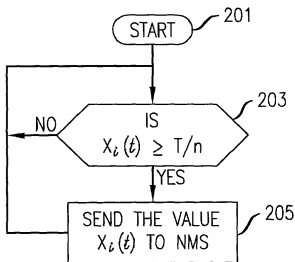 START
201
IS
X_i(t) ≥ T/n
203
NO
YES
SEND THE VALUE
X_i(t) TO NMS
205